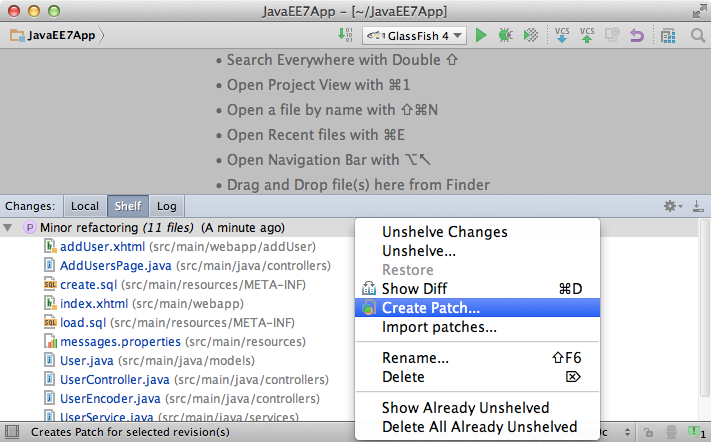 JavaEE7App - [~/JavaEE7App]
JavaEE7App
GlassFish 4
VCS
VCS
• Search Everywhere with Double ⇧
• Open Project View with ⌘1
• Open a file by name with ⇧⌘N
• Open Recent files with ⌘E
• Open Navigation Bar with ⌥↖
• Drag and Drop file(s) here from Finder
Changes: Local Shelf Log
Minor refactoring (11 files) (A minute ago)
addUser.xhtml (src/main/webapp/addUser)
AddUsersPage.java (src/main/java/controllers)
create.sql (src/main/resources/META-INF)
index.xhtml (src/main/webapp)
load.sql (src/main/resources/META-INF)
messages.properties (src/main/resources)
User.java (src/main/java/models)
UserController.java (src/main/java/controllers)
UserEncoder.java (src/main/java/controllers)
UserService.java (src/main/java/services)
Unshelve Changes
Unshelve...
Restore
Show Diff ⌘D
Create Patch...
Import patches...
Rename... ⇧F6
Delete ⌦
Show Already Unshelved
Delete All Already Unshelved
Creates Patch for selected revision(s)
1